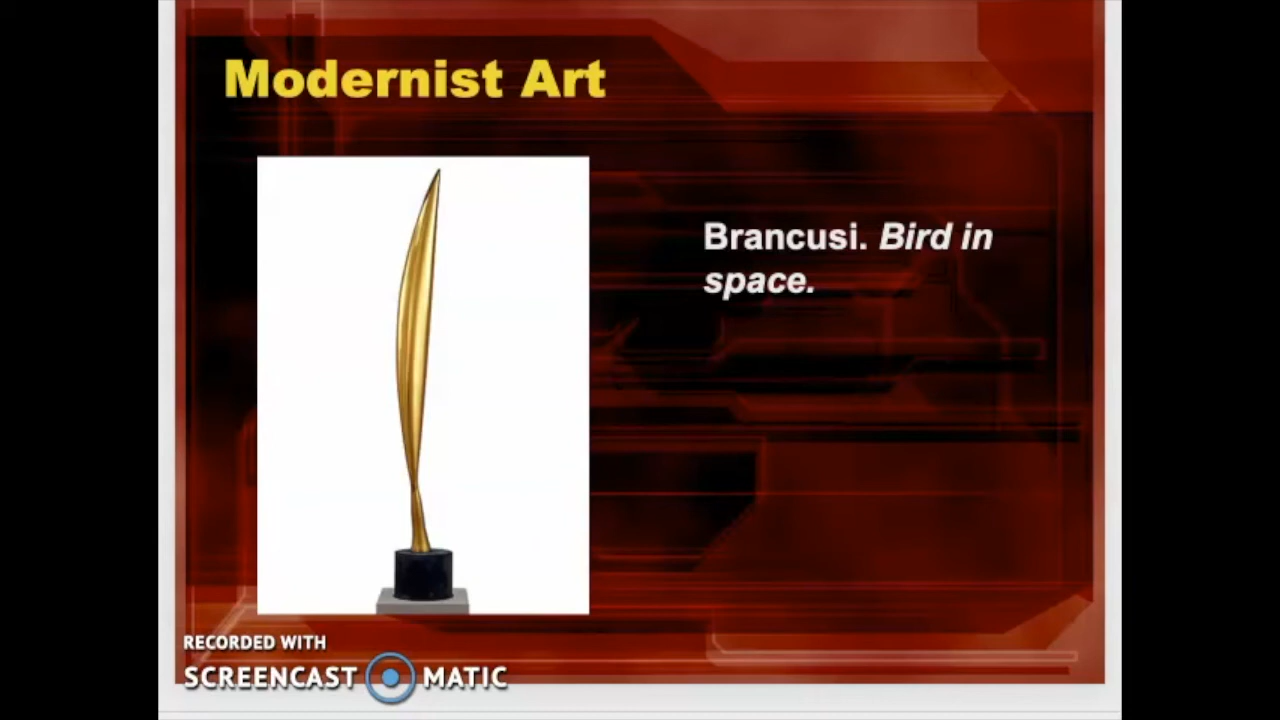 Modernist Art
Brancusi. Bird in
space.
RECORDED WITH
SCREENCAST MATIC